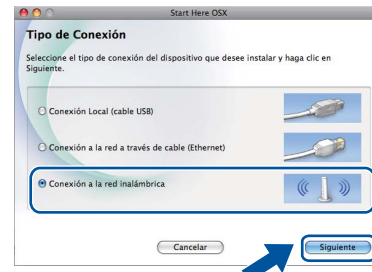 Start Here OSX
Tipo de Conexión
Seleccione el tipo de conexión del dispositivo que desee instalar y haga clic en
Siguiente.
Conexión Local (cable USB)
Conexión a la red a través de cable (Ethernet)
Conexión a la red inalámbrica
Cancelar
Siguiente